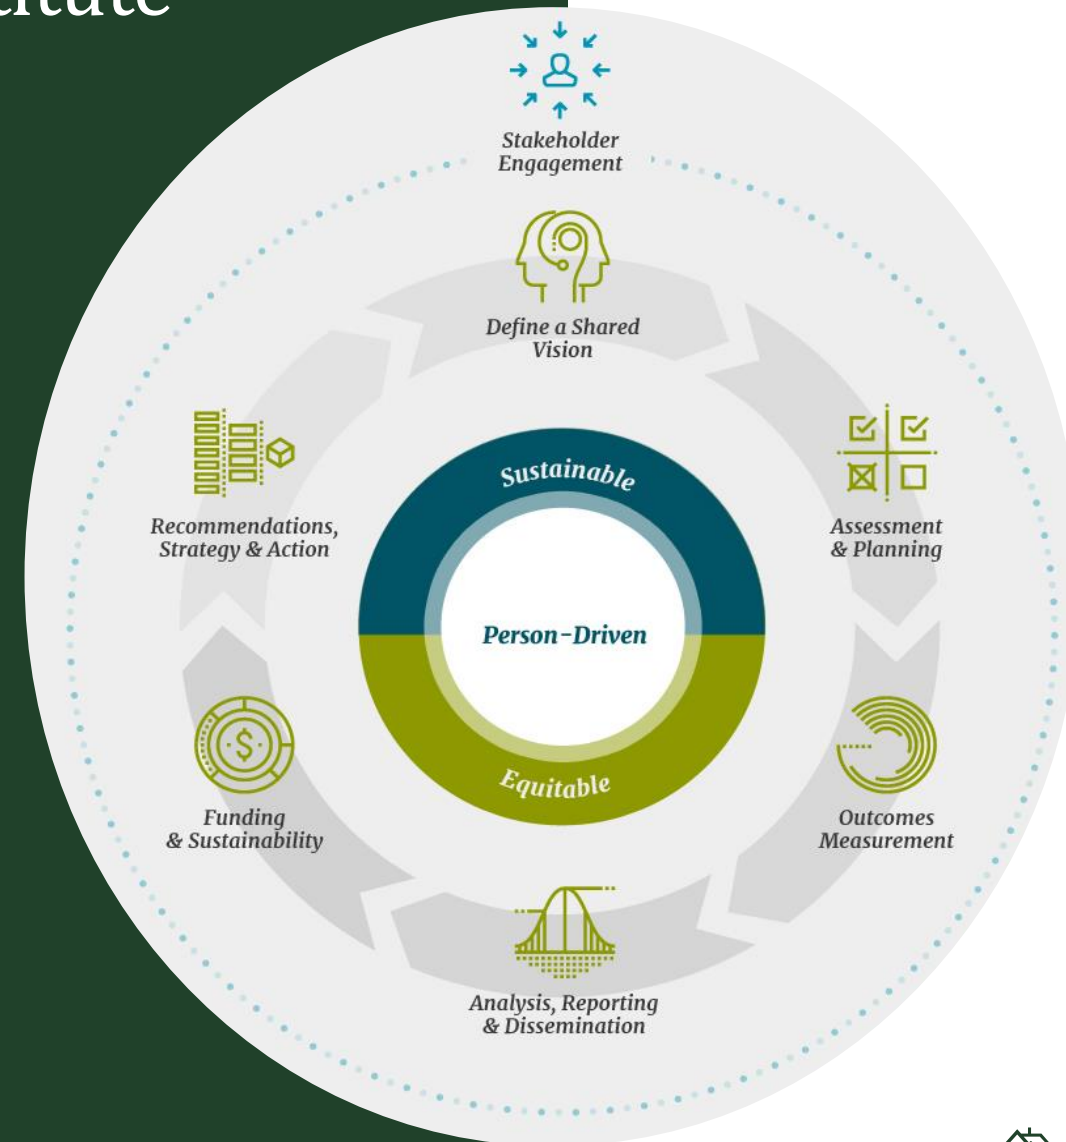 Stakeholder
Engagement
Define a Shared
Vision
Recommendations,
Strategy & Action
Assessment
& Planning
Sustainable
Person-Driven
Equitable
Funding
& Sustainability
$
Outcomes
Measurement
Analysis, Reporting
& Dissemination